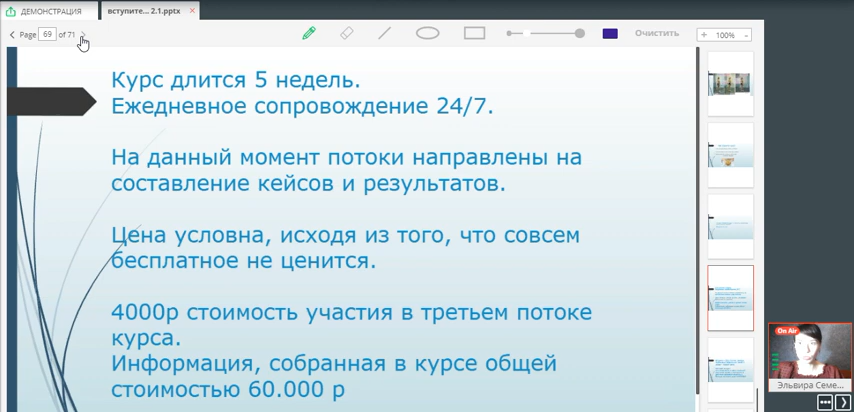 ДЕМОНСТРАЦИЯ
вступите... 2.1.pptx
Page 69 of 71
Очистить
100%
Курс длится 5 недель.
Ежедневное сопровождение 24/7.
На данный момент потоки направлены на
составление кейсов и результатов.
Цена условна, исходя из того, что совсем
бесплатное не ценится.
4000р стоимость участия в третьем потоке
курса.
Информация, собранная в курсе общей
стоимостью 60.000 р
On Air
Эльвира Семе...